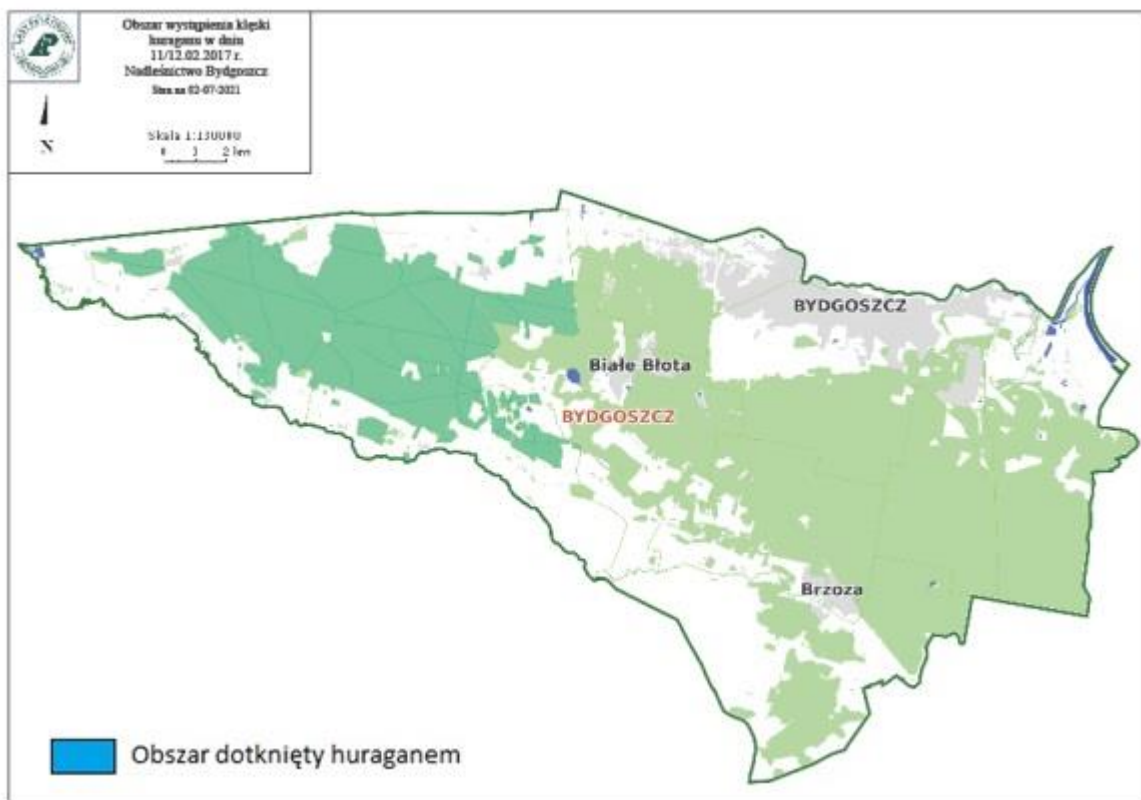 Obszar wystąpienia klęski
huraganu w dniu
11/12.02.2017 r.
Nadleśnictwo Bydgoszcz
Stan na 02-07-2021
N
Skala 1:130000
0 1 2 km
BYDGOSZCZ
Białe Błota
BYDGOSZCZ
Brzoza
Obszar dotknięty huraganem